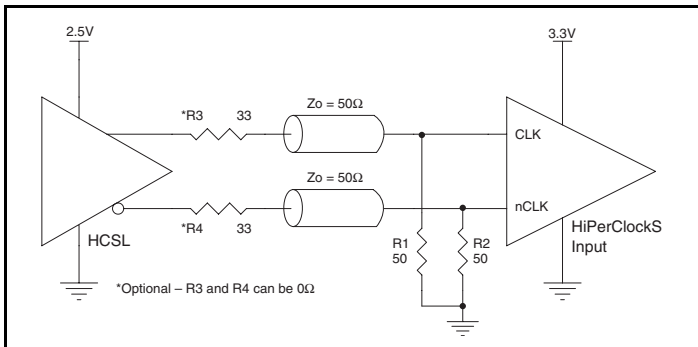 2.5V
3.3V
*R3 33
Zo = 50Ω
CLK
Zo = 50Ω
nCLK
*R4 33
HCSL
R1
50
R2
50
HiPerClockS
Input
*Optional – R3 and R4 can be 0Ω